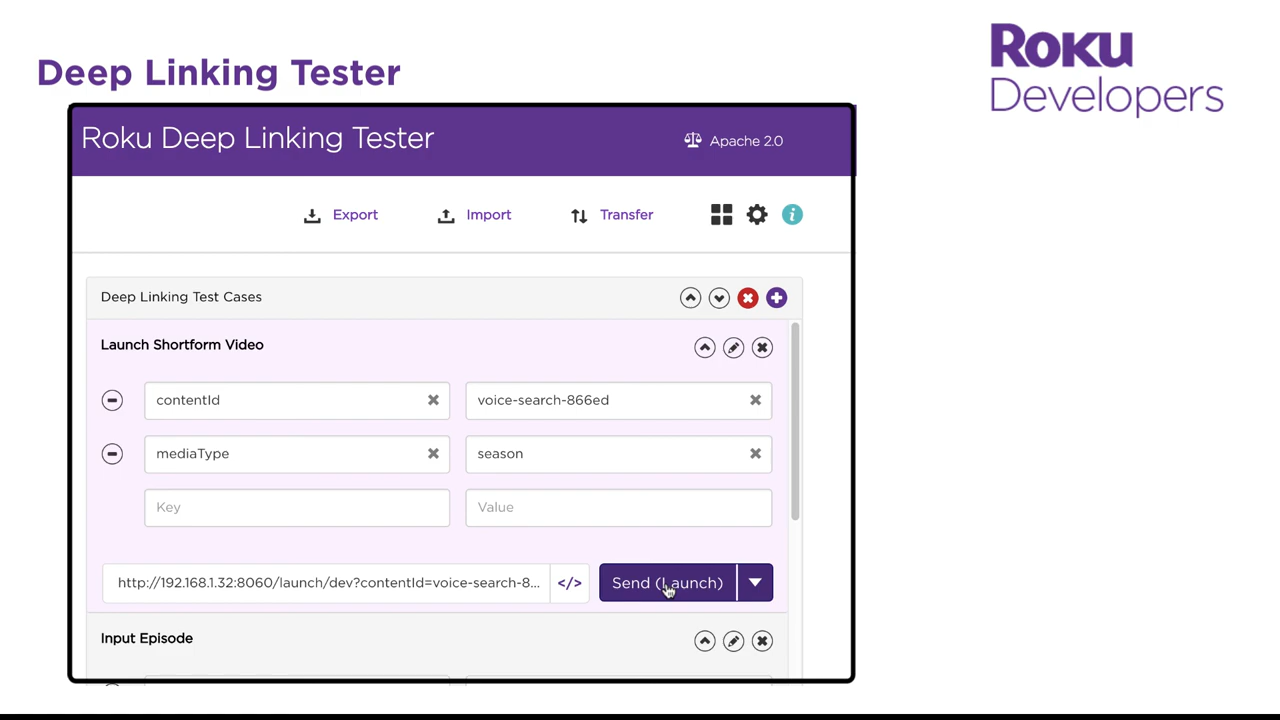 Deep Linking Tester
Roku
Developers
Roku Deep Linking Tester
Apache 2.0
Export
Import
Transfer
Deep Linking Test Cases
Launch Shortform Video
contentId
voice-search-866ed
mediaType
season
Key
Value
http://192.168.1.32:8060/launch/dev?contentId=voice-search-8...
</>
Send (Launch)
Input Episode